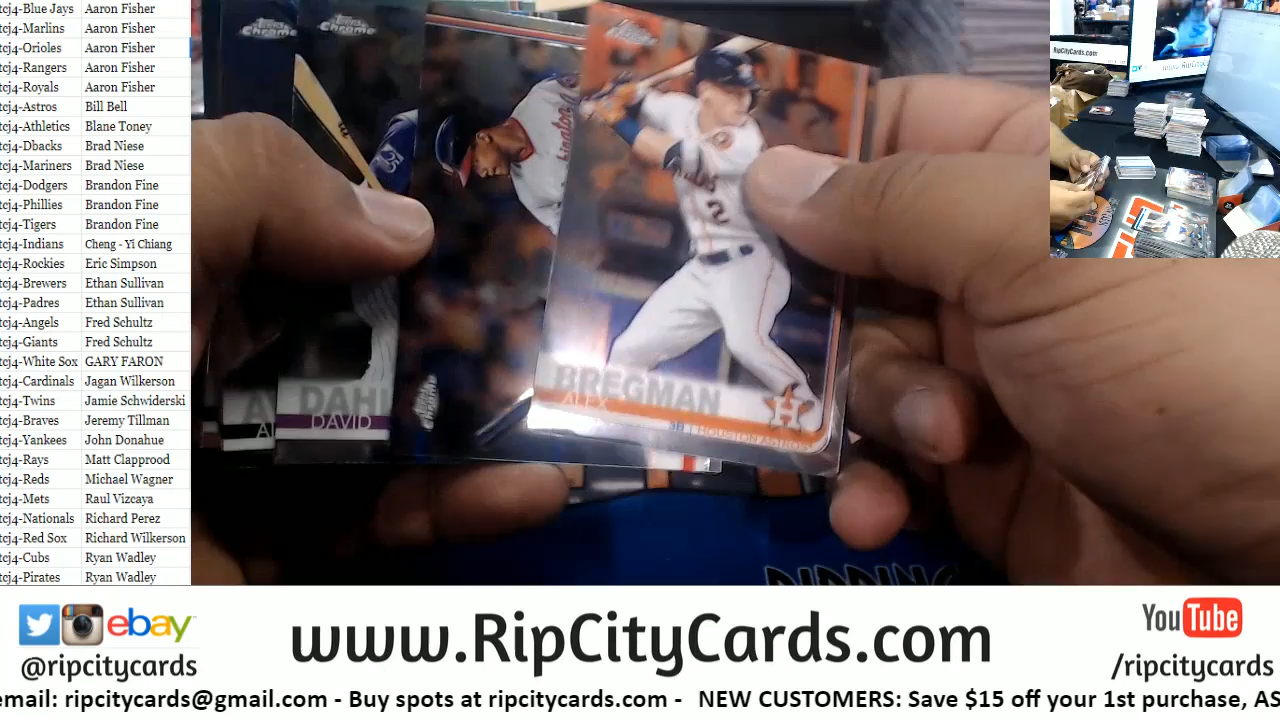 tcj4-Blue Jays Aaron Fisher
tcj4-Marlins Aaron Fisher
tcj4-Orioles Aaron Fisher
tcj4-Rangers Aaron Fisher
tcj4-Royals Aaron Fisher
tcj4-Astros Bill Bell
tcj4-Athletics Blane Toney
tcj4-Dbacks Brad Niese
tcj4-Mariners Brad Niese
tcj4-Dodgers Brandon Fine
tcj4-Phillies Brandon Fine
tcj4-Tigers Brandon Fine
tcj4-Indians Cheng - Yi Chiang
tcj4-Rockies Eric Simpson
tcj4-Brewers Ethan Sullivan
tcj4-Padres Ethan Sullivan
tcj4-Angels Fred Schultz
tcj4-Giants Fred Schultz
tcj4-White Sox GARY FARON
tcj4-Cardinals Jagan Wilkerson
tcj4-Twins Jamie Schwiderski
tcj4-Braves Jeremy Tillman
tcj4-Yankees John Donahue
tcj4-Rays Matt Clapprood
tcj4-Reds Michael Wagner
tcj4-Mets Raul Vizcaya
tcj4-Nationals Richard Perez
tcj4-Red Sox Richard Wilkerson
tcj4-Cubs Ryan Wadley
tcj4-Pirates Ryan Wadley
Topps Chrome
Topps Chrome
2
BREGMAN
ALEX
3B | HOUSTON ASTROS
H
DAHL
DAVID
25
A
AL
RipCityCards.com
ebay
@ripcitycards
www.RipCityCards.com
YouTube
/ripcitycards
email: ripcitycards@gmail.com - Buy spots at ripcitycards.com - NEW CUSTOMERS: Save $15 off your 1st purchase, AS